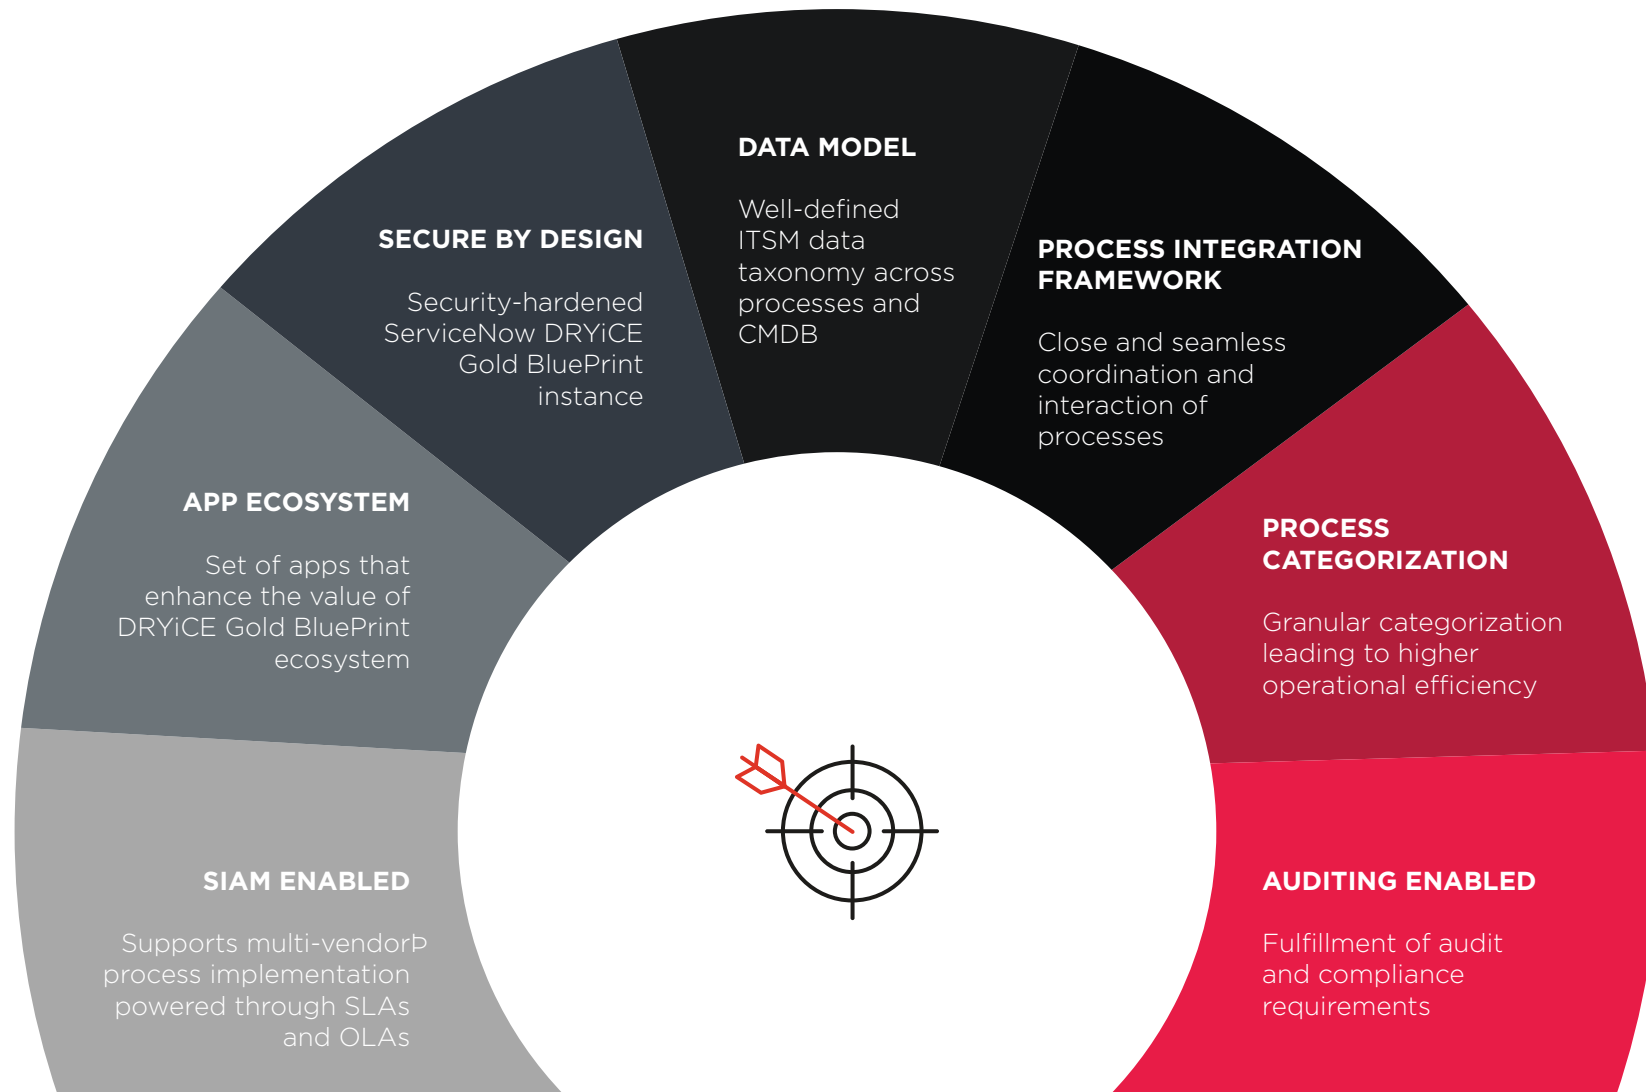 DATA MODEL
Well-defined
ITSM data
taxonomy across
processes and
CMDB
SECURE BY DESIGN
Security-hardened
ServiceNow DRYiCE
Gold BluePrint
instance
PROCESS INTEGRATION
FRAMEWORK
Close and seamless
coordination and
interaction of
processes
APP ECOSYSTEM
Set of apps that
enhance the value of
DRYiCE Gold BluePrint
ecosystem
PROCESS
CATEGORIZATION
Granular categorization
leading to higher
operational efficiency
SIAM ENABLED
Supports multi-vendorÞ
process implementation
powered through SLAs
and OLAs
AUDITING ENABLED
Fulfillment of audit
and compliance
requirements